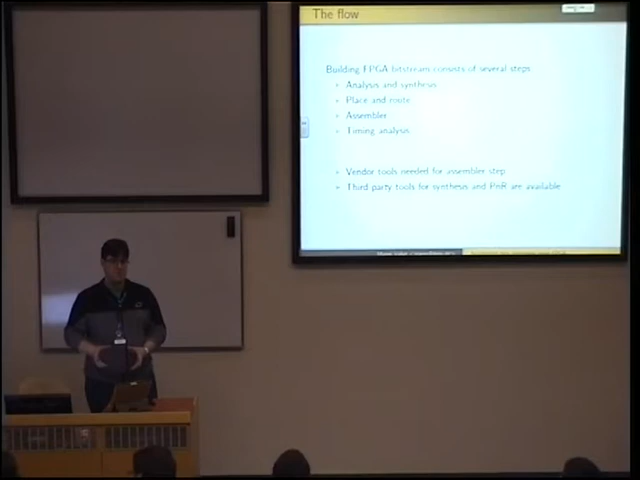 The flow
Building FPGA bitstream consists of several steps
Analysis and synthesis
Place and route
Assembler
Timing analysis
Vendor tools needed for assembler step
Third party tools for synthesis and PnR are available